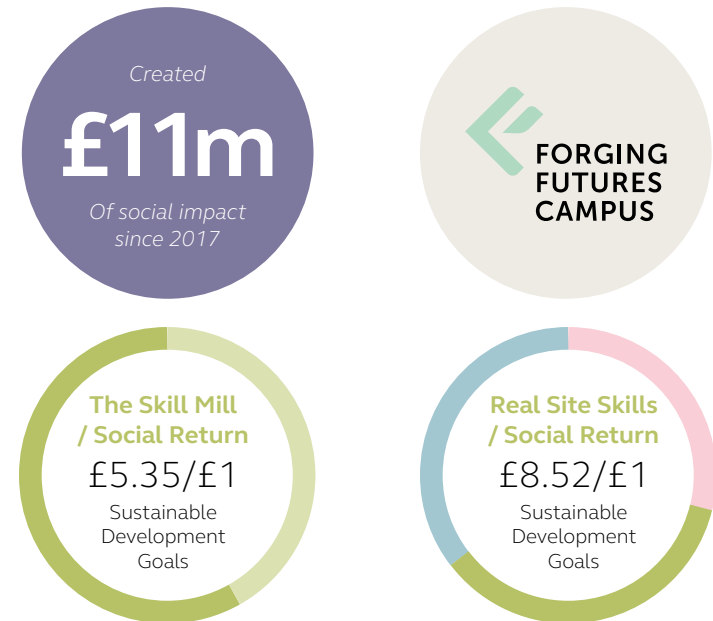 Created
£11m
Of social impact
since 2017
FORGING
FUTURES
CAMPUS
The Skill Mill
/ Social Return
£5.35/£1
Sustainable
Development
Goals
Real Site Skills
/ Social Return
£8.52/£1
Sustainable
Development
Goals